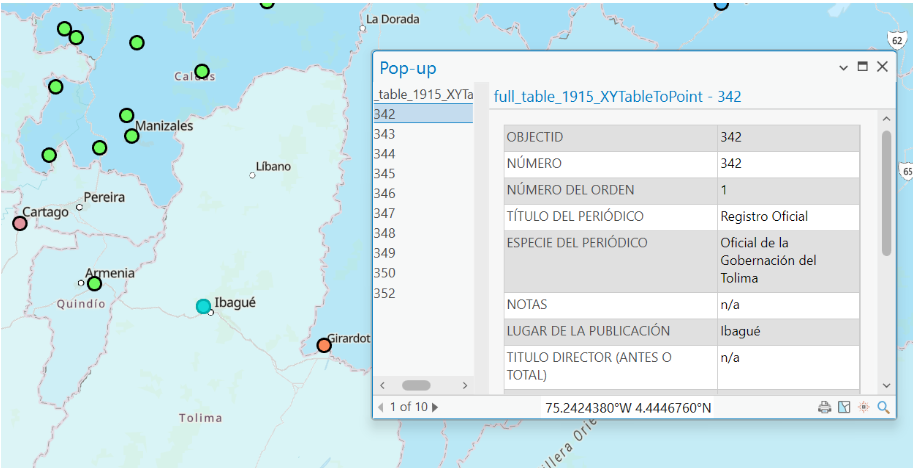 La Dorada
62
Caldas
Manizales
Líbano
Pereira
Cartago
Armenia
Quindío
Ibagué
Girardot
Tolima
llera Orie
65
Pop-up
_table_1915_XYTa
342
343
344
345
346
347
348
349
350
352
full_table_1915_XYTableToPoint - 342
OBJECTID 342
NÚMERO 342
NÚMERO DEL ORDEN 1
TÍTULO DEL PERIÓDICO Registro Oficial
ESPECIE DEL PERIÓDICO Oficial de la
Gobernación del
Tolima
NOTAS n/a
LUGAR DE LA PUBLICACIÓN Ibagué
TITULO DIRECTOR (ANTES O n/a
TOTAL)
1 of 10
75.2424380°W 4.4446760°N